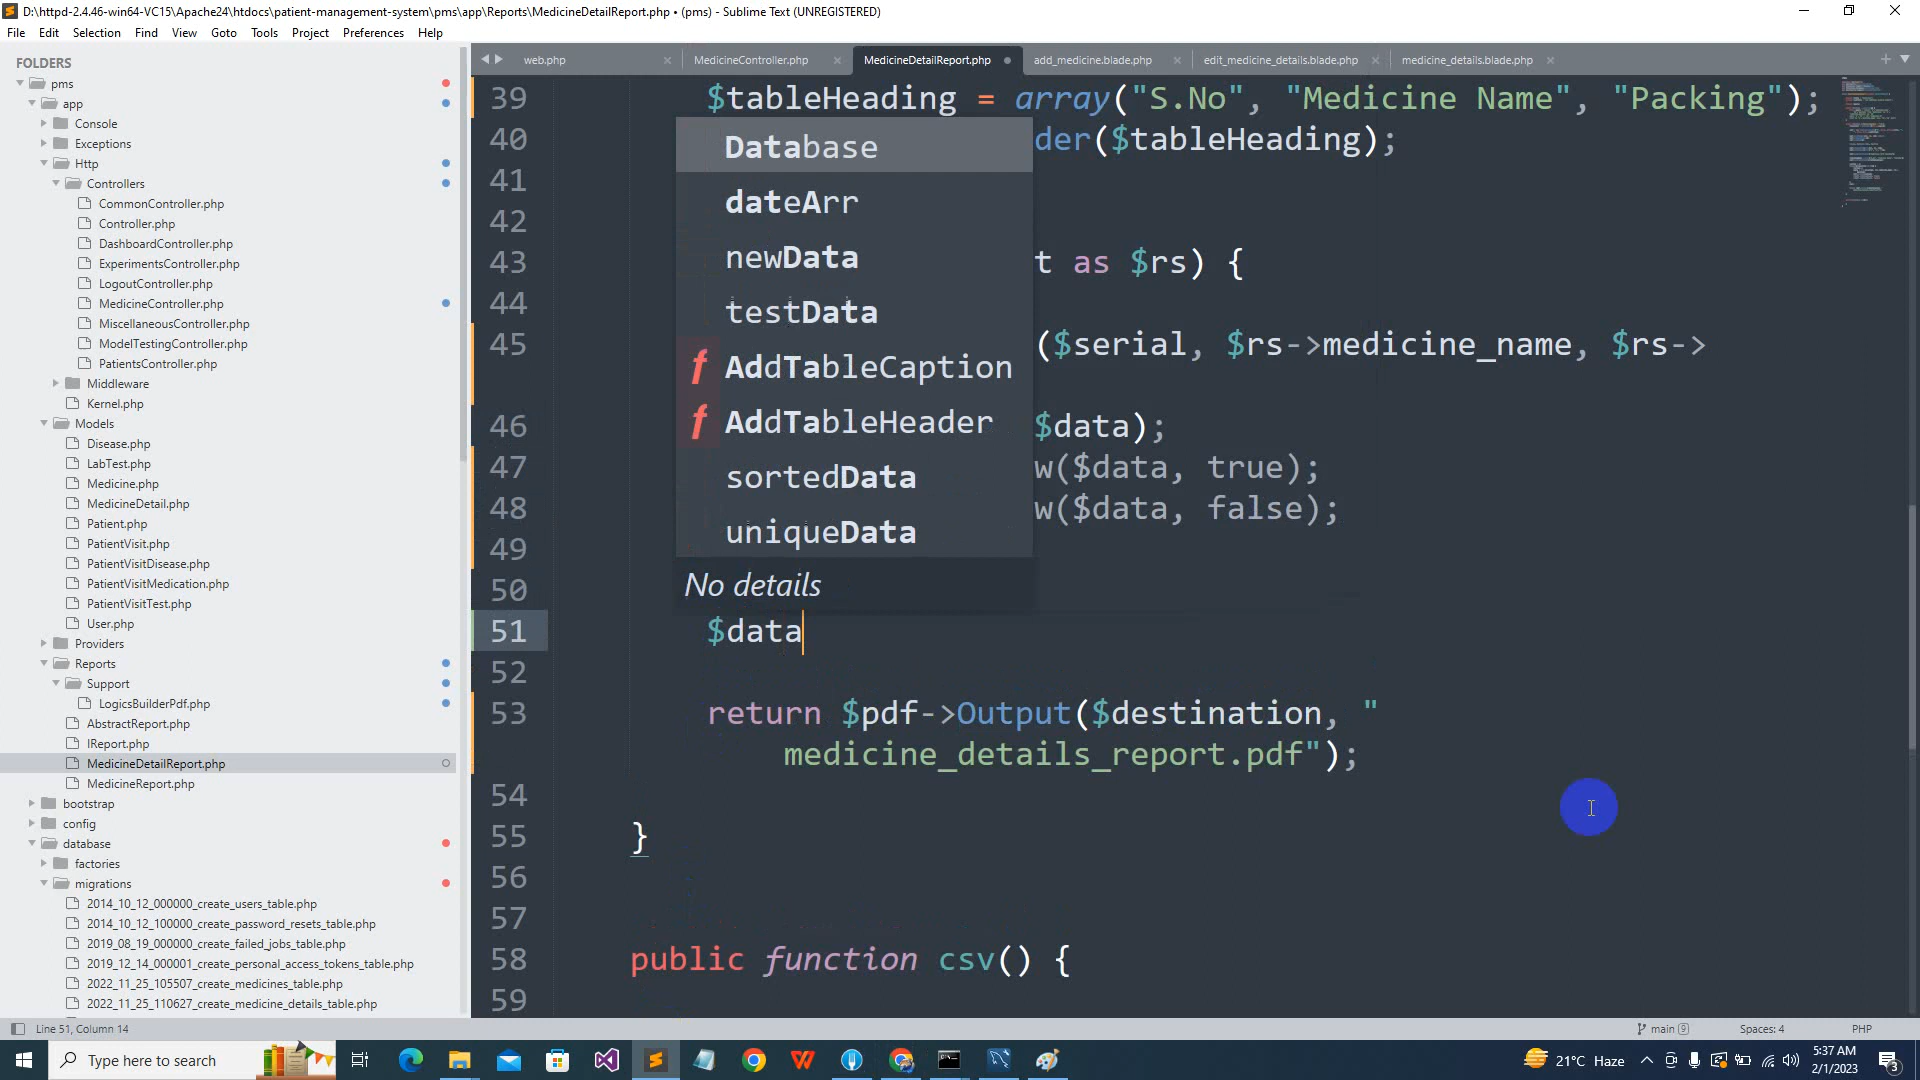 D:\httpd-2.4.46-win64-VC15\Apache24\htdocs\patient-management-system\pms\app\Reports\MedicineDetailReport.php • (pms) - Sublime Text (UNREGISTERED)
File Edit Selection Find View Goto Tools Project Preferences Help
FOLDERS
pms
app
Console
Exceptions
Http
Controllers
CommonController.php
Controller.php
DashboardController.php
ExperimentsController.php
LogoutController.php
MedicineController.php
MiscellaneousController.php
ModelTestingController.php
PatientsController.php
Middleware
Kernel.php
Models
Disease.php
LabTest.php
Medicine.php
MedicineDetail.php
Patient.php
PatientVisit.php
PatientVisitDisease.php
PatientVisitMedication.php
PatientVisitTest.php
User.php
Providers
Reports
Support
LogicsBuilderPdf.php
AbstractReport.php
IReport.php
MedicineDetailReport.php
MedicineReport.php
bootstrap
config
database
factories
migrations
2014_10_12_000000_create_users_table.php
2014_10_12_100000_create_password_resets_table.php
2019_08_19_000000_create_failed_jobs_table.php
2019_12_14_000001_create_personal_access_tokens_table.php
2022_11_25_105507_create_medicines_table.php
2022_11_25_110627_create_medicine_details_table.php
web.php MedicineController.php MedicineDetailReport.php add_medicine.blade.php edit_medicine_details.blade.php medicine_details.blade.php
39 $tableHeading = array("S.No", "Medicine Name", "Packing");
40 der($tableHeading);
41
42
43 t as $rs) {
44
45 ($serial, $rs->medicine_name, $rs->
46 $data);
47 w($data, true);
48 w($data, false);
49
50
51 $data
52
53 return $pdf->Output($destination, "
medicine_details_report.pdf");
54
55 }
56
57
58 public function csv() {
59
Database
dateArr
newData
testData
f AddTableCaption
f AddTableHeader
sortedData
uniqueData
No details
Line 51, Column 14 main 9 Spaces: 4 PHP
Type here to search 21°C Haze 5:37 AM
2/1/2023 3